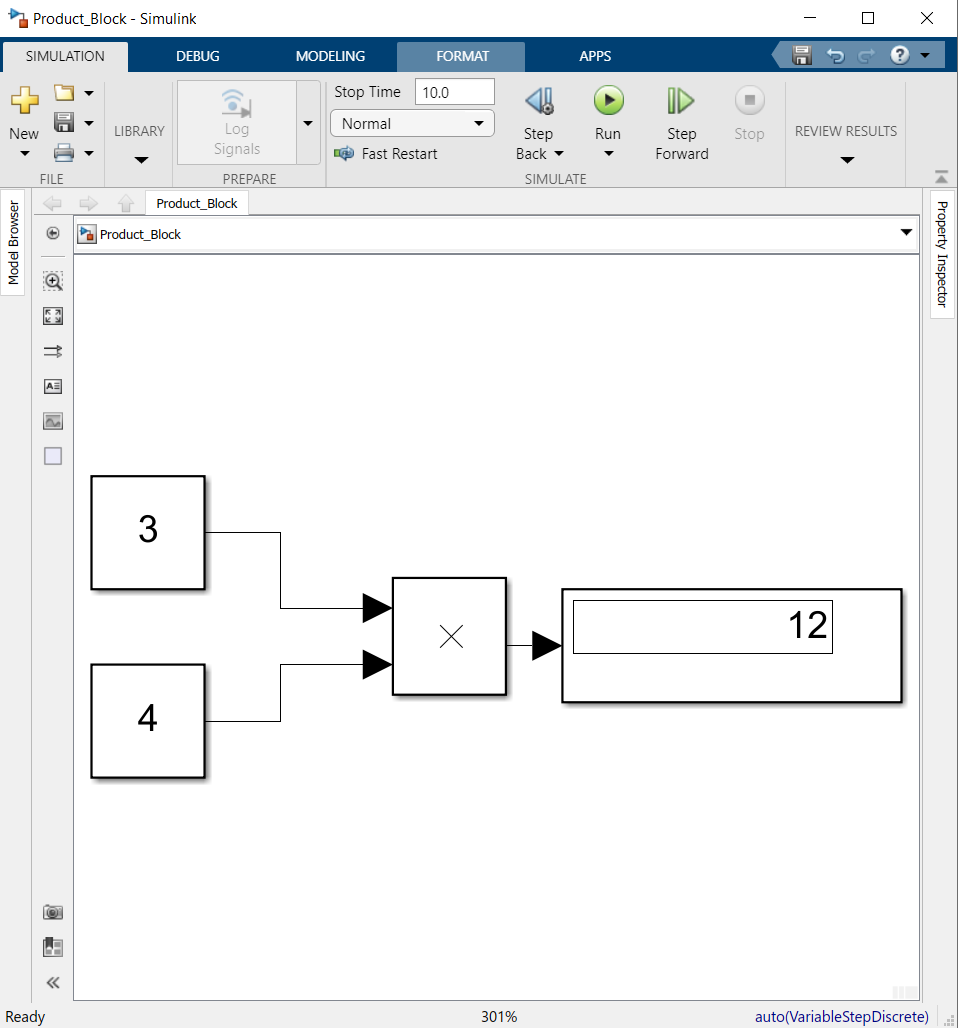 Product_Block - Simulink
SIMULATION DEBUG MODELING FORMAT APPS
New
FILE
LIBRARY
Log
Signals
PREPARE
Stop Time 10.0
Normal
Fast Restart
Step
Back
Run
Step
Forward
Stop
SIMULATE
REVIEW RESULTS
Model Browser
Product_Block
Product_Block
Property Inspector
3
4
12
Ready 301% auto(VariableStepDiscrete)